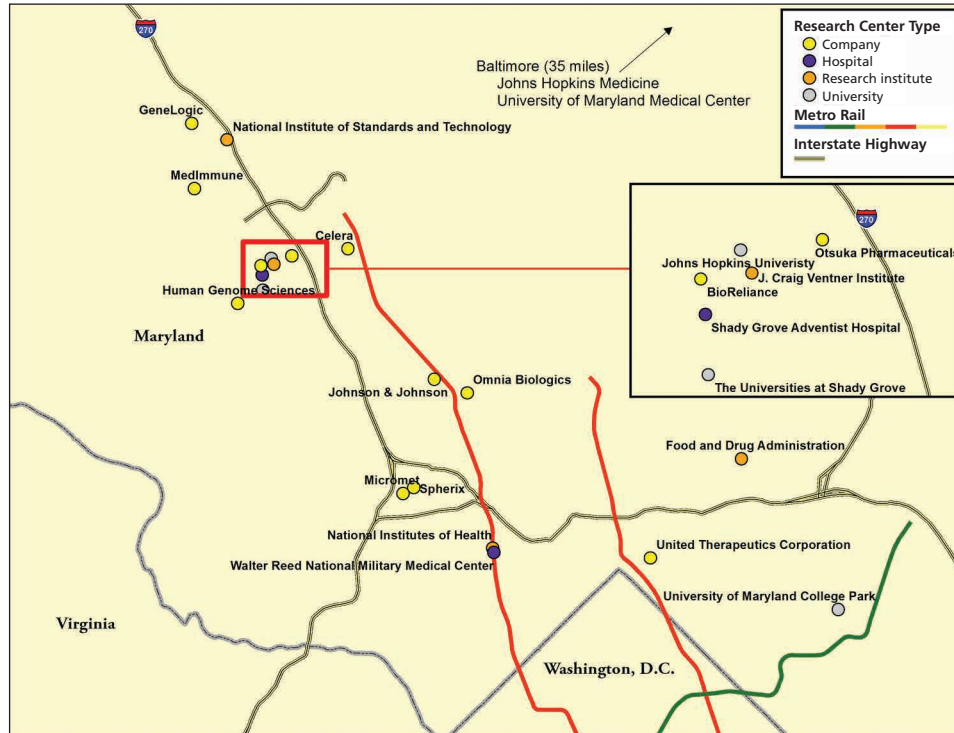 270
Baltimore (35 miles)
Johns Hopkins Medicine
University of Maryland Medical Center
Research Center Type
Company
Hospital
Research institute
University
Metro Rail
Interstate Highway
GeneLogic
National Institute of Standards and Technology
MedImmune
Celera
Human Genome Sciences
Maryland
270
Otsuka Pharmaceuticals
Johns Hopkins Univeristy
J. Craig Ventner Institute
BioReliance
Shady Grove Adventist Hospital
The Universities at Shady Grove
Omnia Biologics
Johnson & Johnson
Food and Drug Administration
Micromet
Spherix
National Institutes of Health
Walter Reed National Military Medical Center
United Therapeutics Corporation
University of Maryland College Park
Virginia
Washington, D.C.